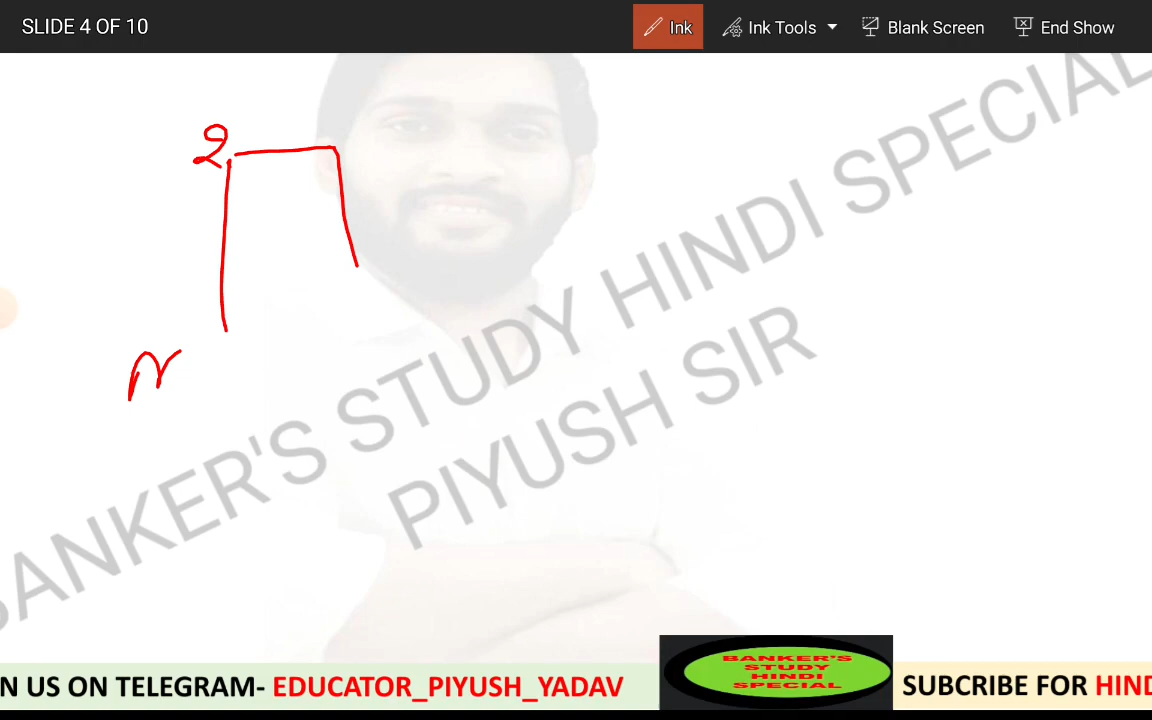 SLIDE 4 OF 10
Ink
Ink Tools
Blank Screen
End Show
2
BANKER'S STUDY HINDI SPECIAL
PIYUSH SIR
N US ON TELEGRAM- EDUCATOR_PIYUSH_YADAV
BANKER'S
STUDY
HINDI
SPECIAL
SUBCRIBE FOR HIND